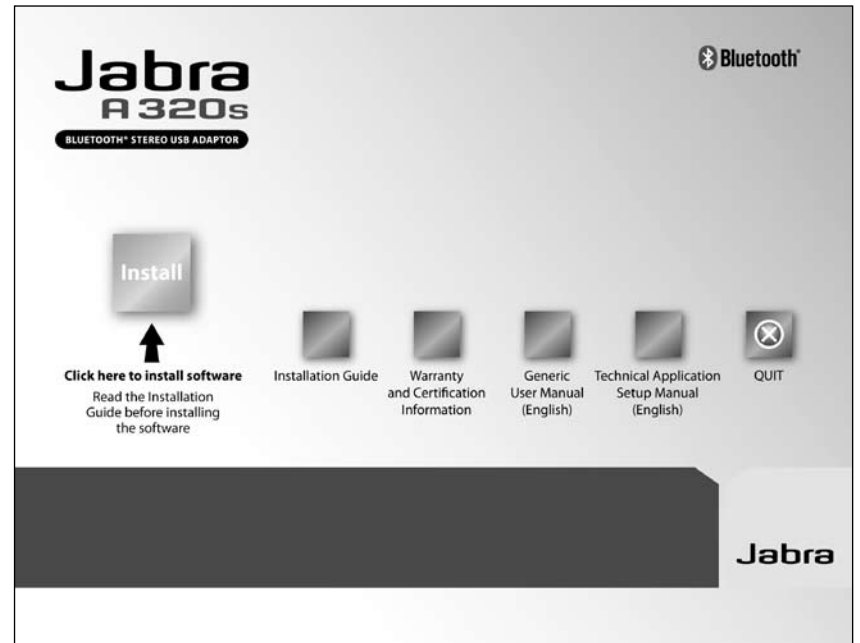 Jabra
A 320s
BLUETOOTH® STEREO USB ADAPTOR
Bluetooth®
Install
Click here to install software
Read the Installation
Guide before installing
the software
Installation Guide
Warranty
and Certification
Information
Generic
User Manual
(English)
Technical Application
Setup Manual
(English)
QUIT
Jabra